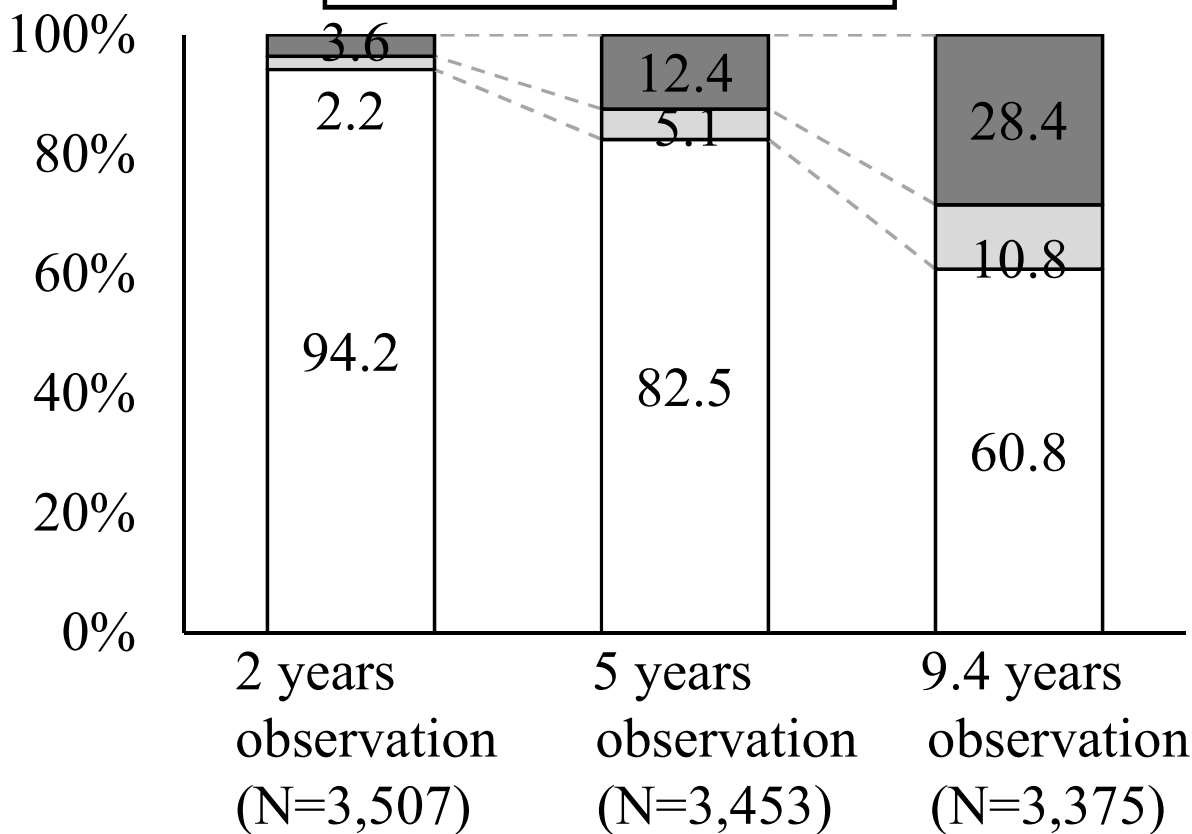 100%
80%
60%
40%
20%
0%
3.6
2.2
94.2
12.4
5.1
82.5
28.4
10.8
60.8
2 years
observation
(N=3,507)
5 years
observation
(N=3,453)
9.4 years
observation
(N=3,375)